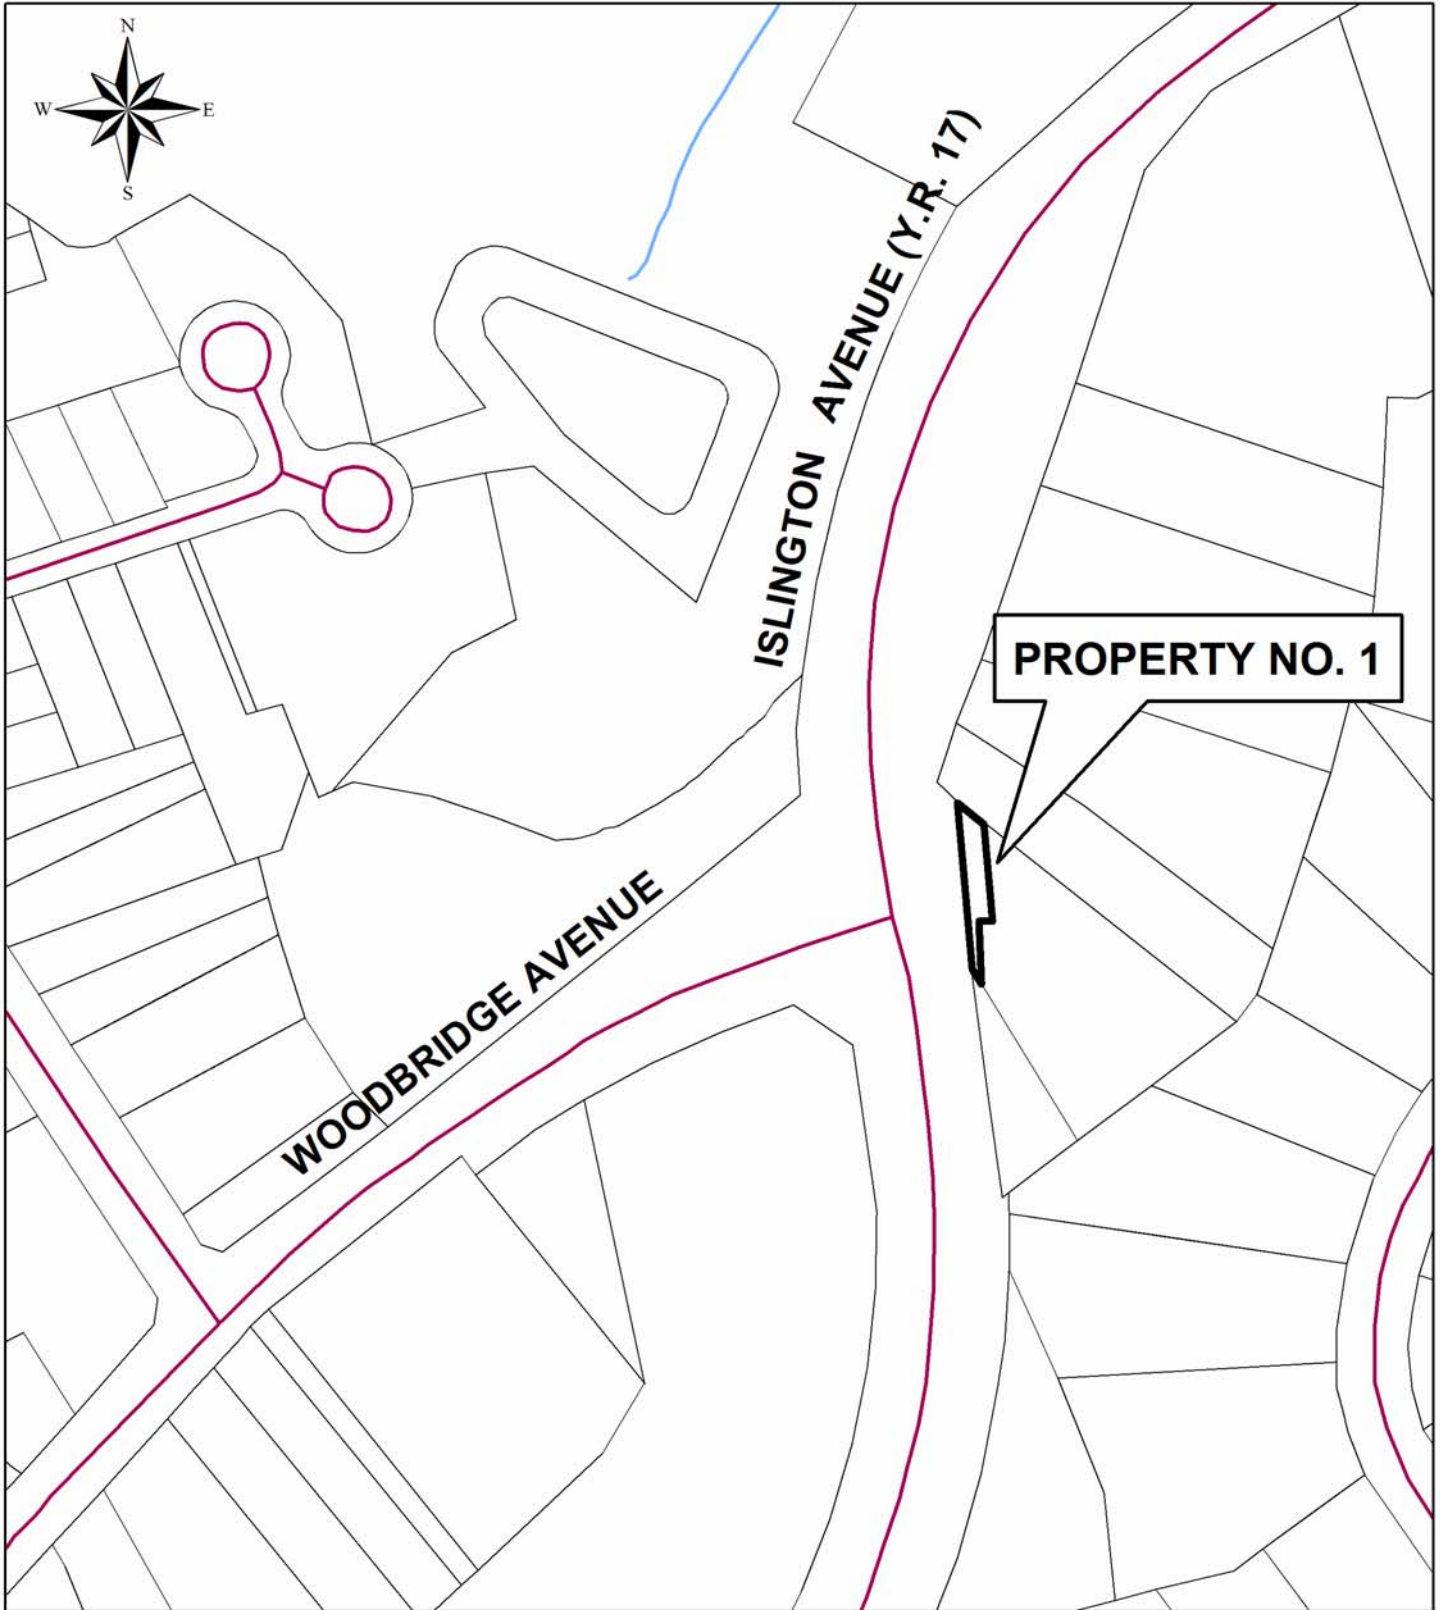 N
W E
S
ISLINGTON AVENUE (Y.R. 17)
PROPERTY NO. 1
WOODBRIDGE AVENUE